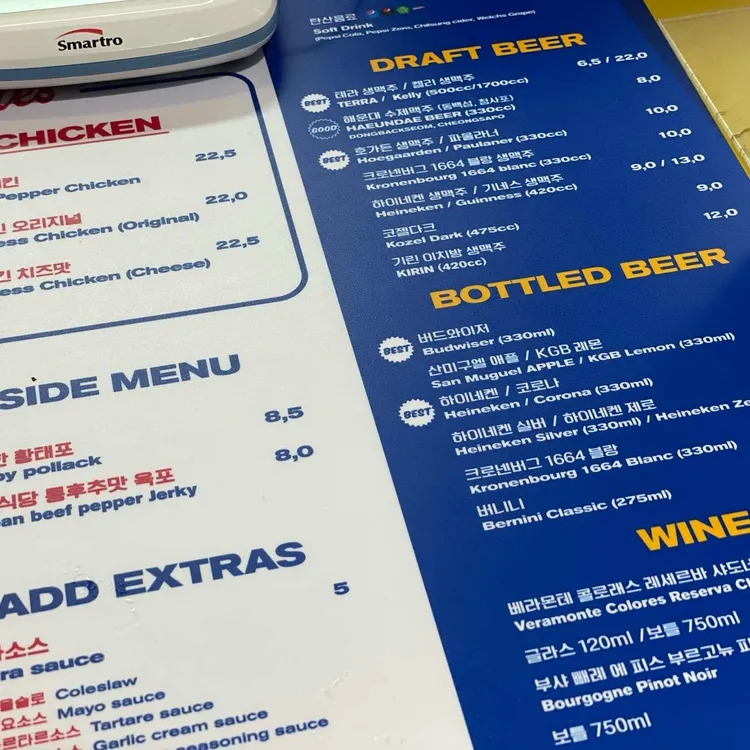 Smartro
CHICKEN
22,5
Pepper Chicken
22,0
오리지널
ess Chicken (Original)
22,5
킨 치즈맛
ess Chicken (Cheese)
SIDE MENU
8,5
황태포
pollack
8,0
식당 통후추맛 육포
beef pepper Jerky
ADD EXTRAS
5
소스
ra sauce
Coleslaw
Mayo sauce
Tartare sauce
Garlic cream sauce
seasoning sauce
탄산음료
Soft Drink
(Pepsi Cola, Pepsi Zero, Chilsung cider, Welchs Grape)
DRAFT BEER
6,5 / 22,0
BEST
테라 생맥주 / 켈리 생맥주
TERRA / Kelly (500cc/1700cc)
8,0
GOOD
해운대 수제맥주 (동백섬, 청사포)
HAEUNDAE BEER (330cc)
DONGBACKSEOM, CHEONGSAPO
10,0
BEST
호가든 생맥주 / 파울라너
Hoegaarden / Paulaner (330cc)
10,0
크로넨버그 1664 블랑 생맥주
Kronenbourg 1664 blanc (330cc)
9,0 / 13,0
하이네켄 생맥주 / 기네스 생맥주
Heineken / Guinness (420cc)
9,0
코젤다크
Kozel Dark (475cc)
12,0
기린 이치방 생맥주
KIRIN (420cc)
BOTTLED BEER
BEST
버드와이저
Budwiser (330ml)
산미구엘 애플 / KGB 레몬
San Muguel APPLE / KGB Lemon (330ml)
BEST
하이네켄 / 코로나
Heineken / Corona (330ml)
하이네켄 실버 / 하이네켄 제로
Heineken Silver (330ml) / Heineken Ze
크로넨버그 1664 블랑
Kronenbourg 1664 Blanc (330ml)
버니니
Bernini Classic (275ml)
WINE
베라몬테 콜로레스 레세르바 샤도네
Veramonte Colores Reserva Ch
글라스 120ml / 보틀 750ml
부샤 뻬레 에 피스 부르고뉴 피
Bourgogne Pinot Noir
보틀 750ml